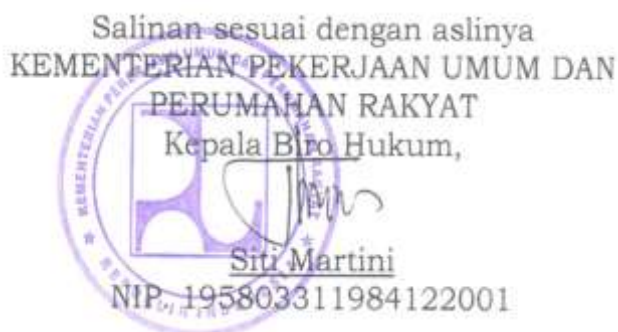 Salinan sesuai dengan aslinya
KEMENTERIAN PEKERJAAN UMUM DAN
PERUMAHAN RAKYAT
Kepala Biro Hukum,
Siti Martini
NIP. 195803311984122001